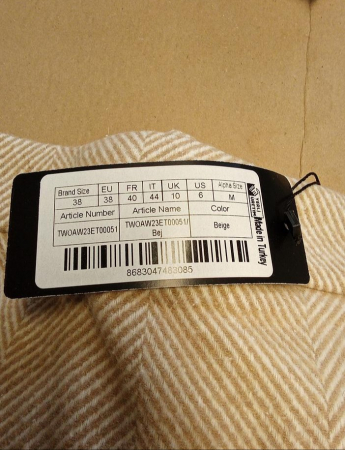 Brand Size EU FR IT UK US Alpha Size
38 38 40 44 10 6 M
Article Number Article Name Color
TWOAW23ET00051 TWOAW23ET00051/ Beige
Bej
8683047483085
Made in Turkey